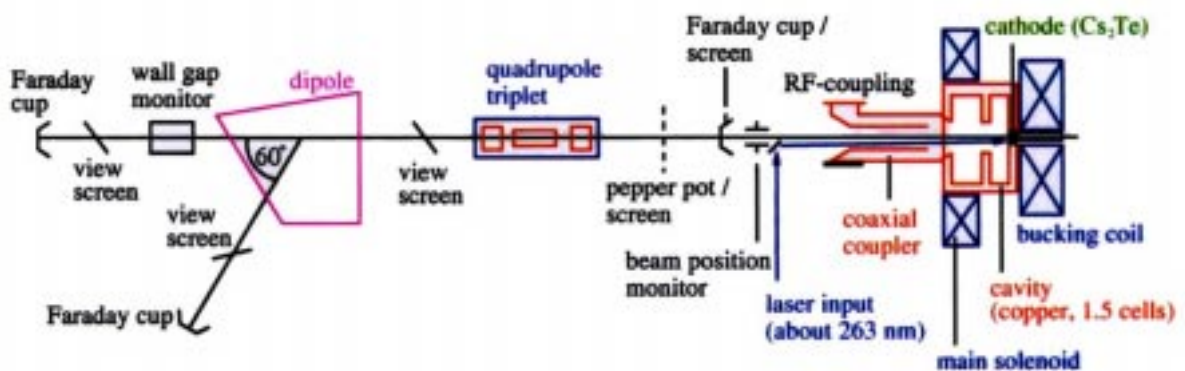 Faraday
cup
wall gap
monitor
dipole
quadrupole
triplet
Faraday cup /
screen
RF-coupling
cathode (Cs₂Te)
view
screen
60°
view
screen
view
screen
Faraday cup
pepper pot /
screen
beam position
monitor
laser input
(about 263 nm)
coaxial
coupler
bucking coil
cavity
(copper, 1.5 cells)
main solenoid